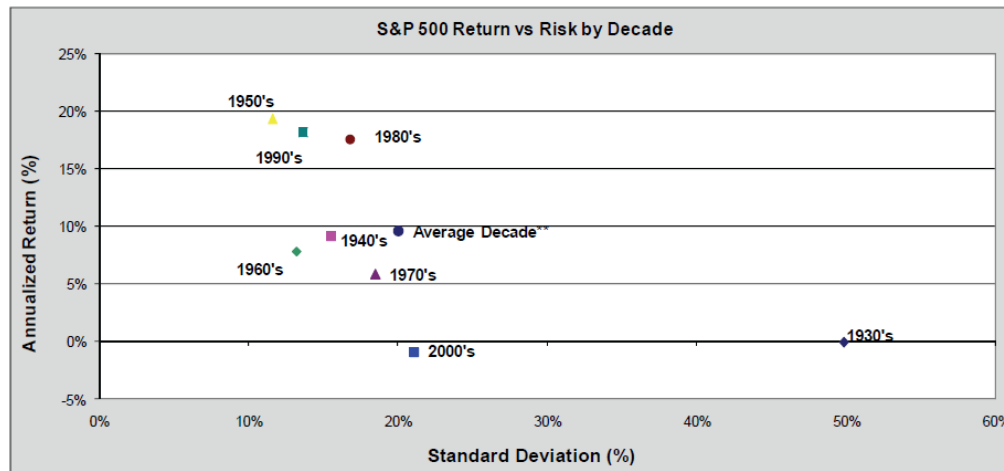 S&P 500 Return vs Risk by Decade
Annualized Return (%)
25%
20%
15%
10%
5%
0%
-5%
1950's
1990's
1980's
1940's
Average Decade**
1960's
1970's
1930's
2000's
0%
10%
20%
30%
40%
50%
60%
Standard Deviation (%)